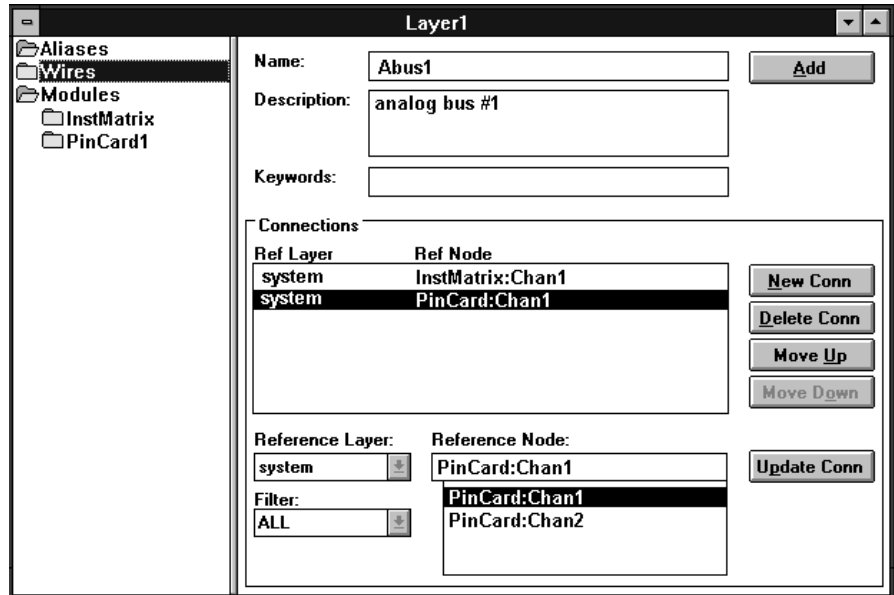 Layer1
Aliases
Wires
Modules
InstMatrix
PinCard1
Name: Abus1
Add
Description: analog bus #1
Keywords:
Connections
Ref Layer Ref Node
system InstMatrix:Chan1
system PinCard:Chan1
New Conn
Delete Conn
Move Up
Move Down
Reference Layer: Reference Node:
system PinCard:Chan1
Update Conn
Filter:
ALL
PinCard:Chan1
PinCard:Chan2